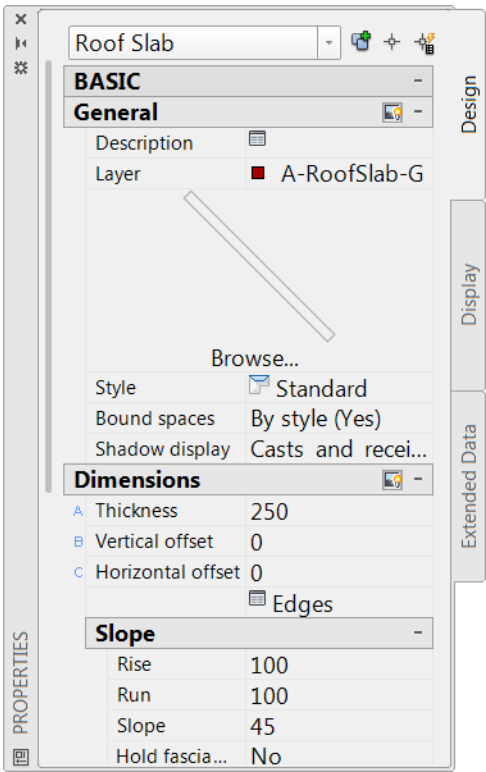 Roof Slab
BASIC
General
Description
Layer A-RoofSlab-G
Browse...
Style Standard
Bound spaces By style (Yes)
Shadow display Casts and recei...
Dimensions
A Thickness 250
B Vertical offset 0
C Horizontal offset 0
Edges
Slope
Rise 100
Run 100
Slope 45
Hold fascia... No
PROPERTIES
Design
Display
Extended Data